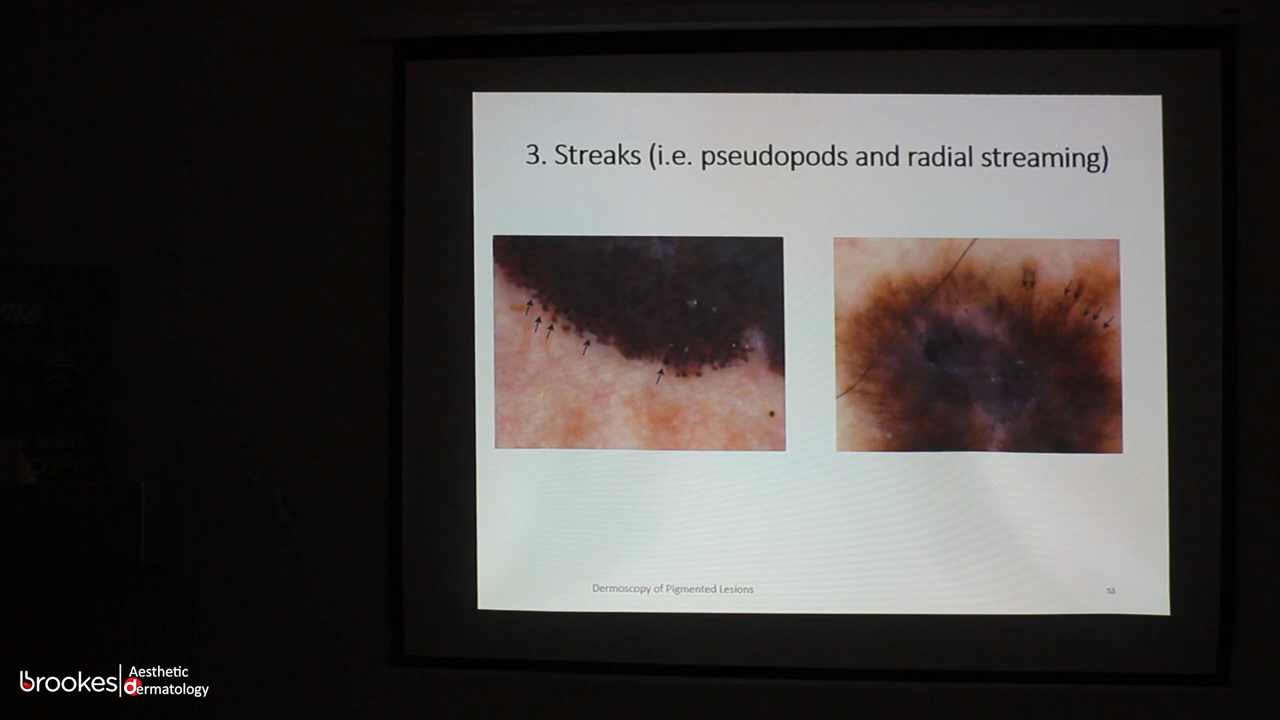 3. Streaks (i.e. pseudopods and radial streaming)
Dermoscopy of Pigmented Lesions
53
brookes
Aesthetic
dermatology